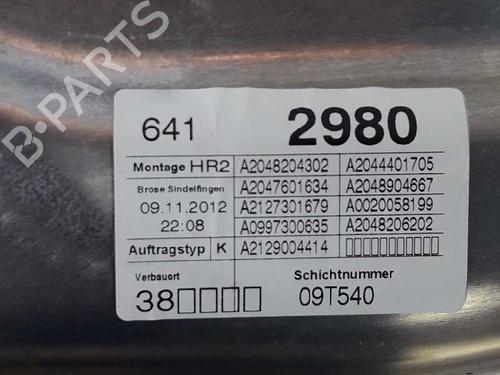 B-PARTS
641 2980
Montage HR2 A2048204302 A2044401705
Brose Sindelfingen A2047601634 A2048904667
09.11.2012 A2127301679 A0020058199
22:08 A0997300635 A2048206202
Auftragstyp K A2129004414 □□□□□□□□□□□
Verbauort Schichtnummer
38□□□□ 09T540